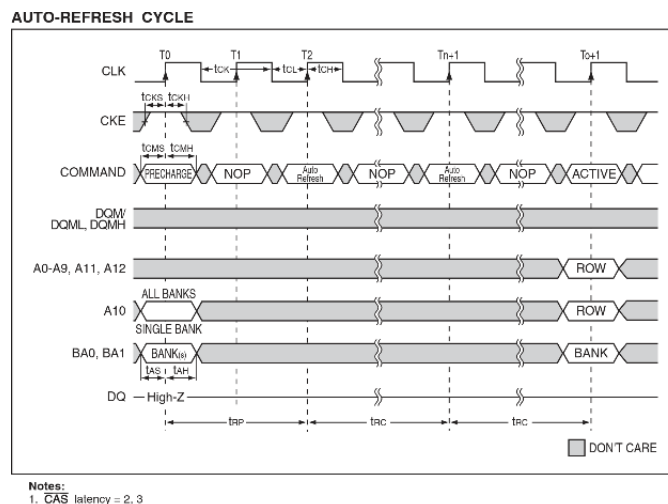 AUTO-REFRESH CYCLE
T0 T1 T2 Tn+1 To+1
CLK tCK tCL tCH
tCKS tCKH
CKE
tCMS tCMH
COMMAND PRECHARGE NOP Auto Refresh NOP Auto Refresh NOP ACTIVE
DQM/
DQML, DQMH
A0-A9, A11, A12 ROW
ALL BANKS
A10 ROW
SINGLE BANK
BA0, BA1 BANK(s) BANK
tAS tAH
DQ High-Z
tRP tRC tRC
DON'T CARE
Notes:
1. CAS latency = 2, 3